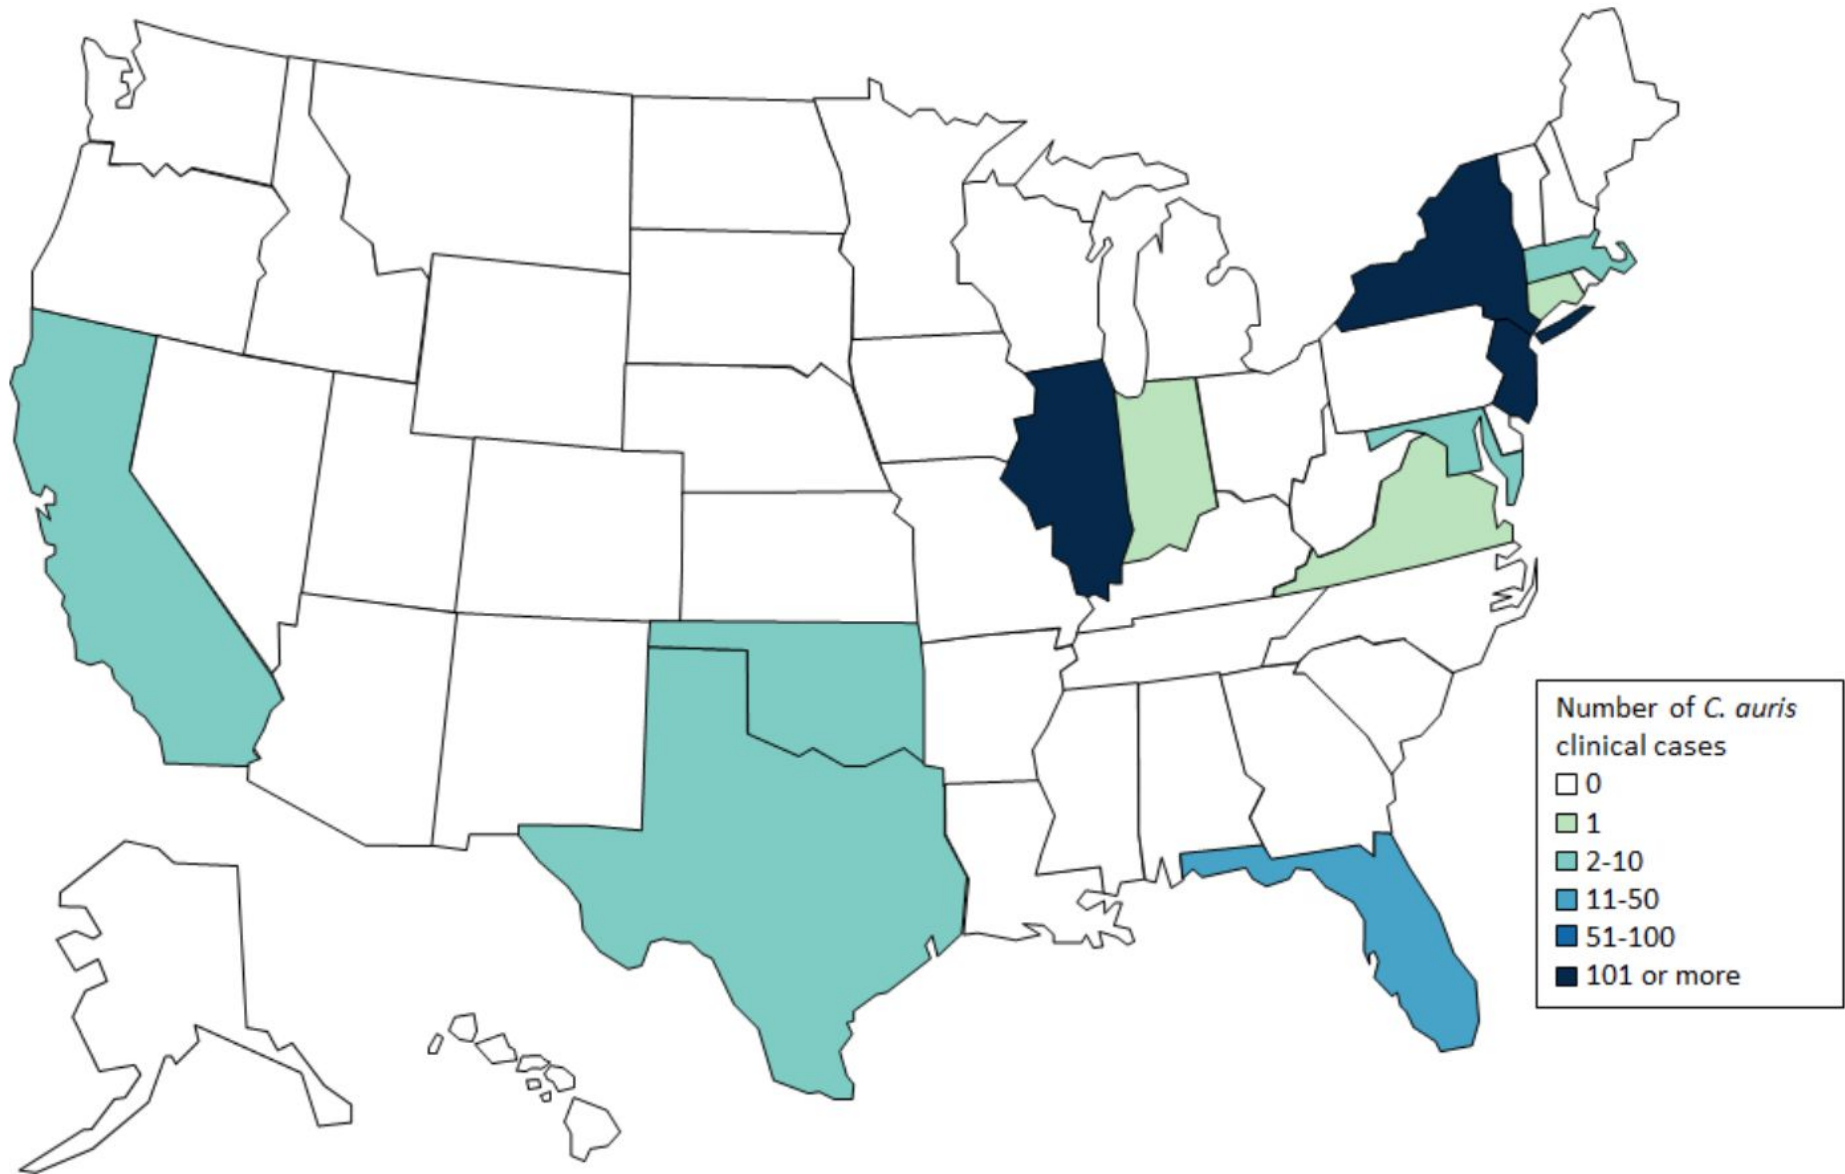 Number of C. auris
clinical cases
0
1
2-10
11-50
51-100
101 or more